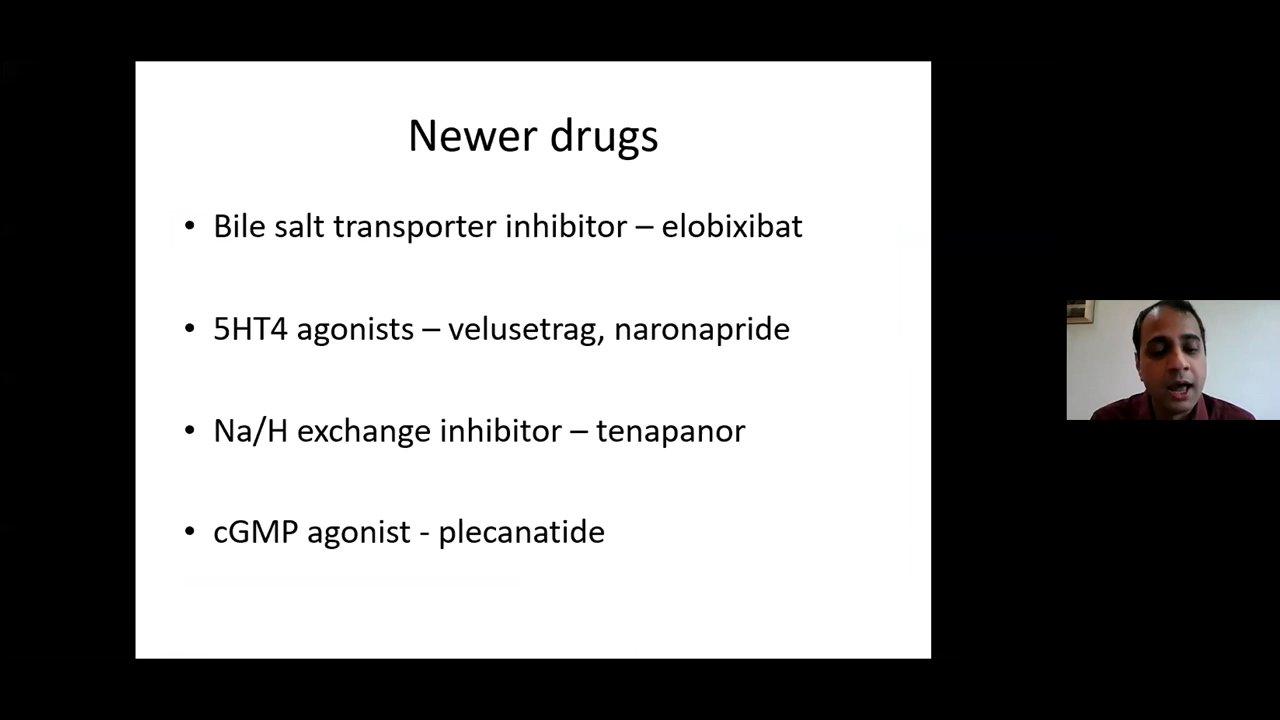 Newer drugs
• Bile salt transporter inhibitor – elobixibat
• 5HT4 agonists – velusetrag, naronapride
• Na/H exchange inhibitor – tenapanor
• cGMP agonist - plecanatide